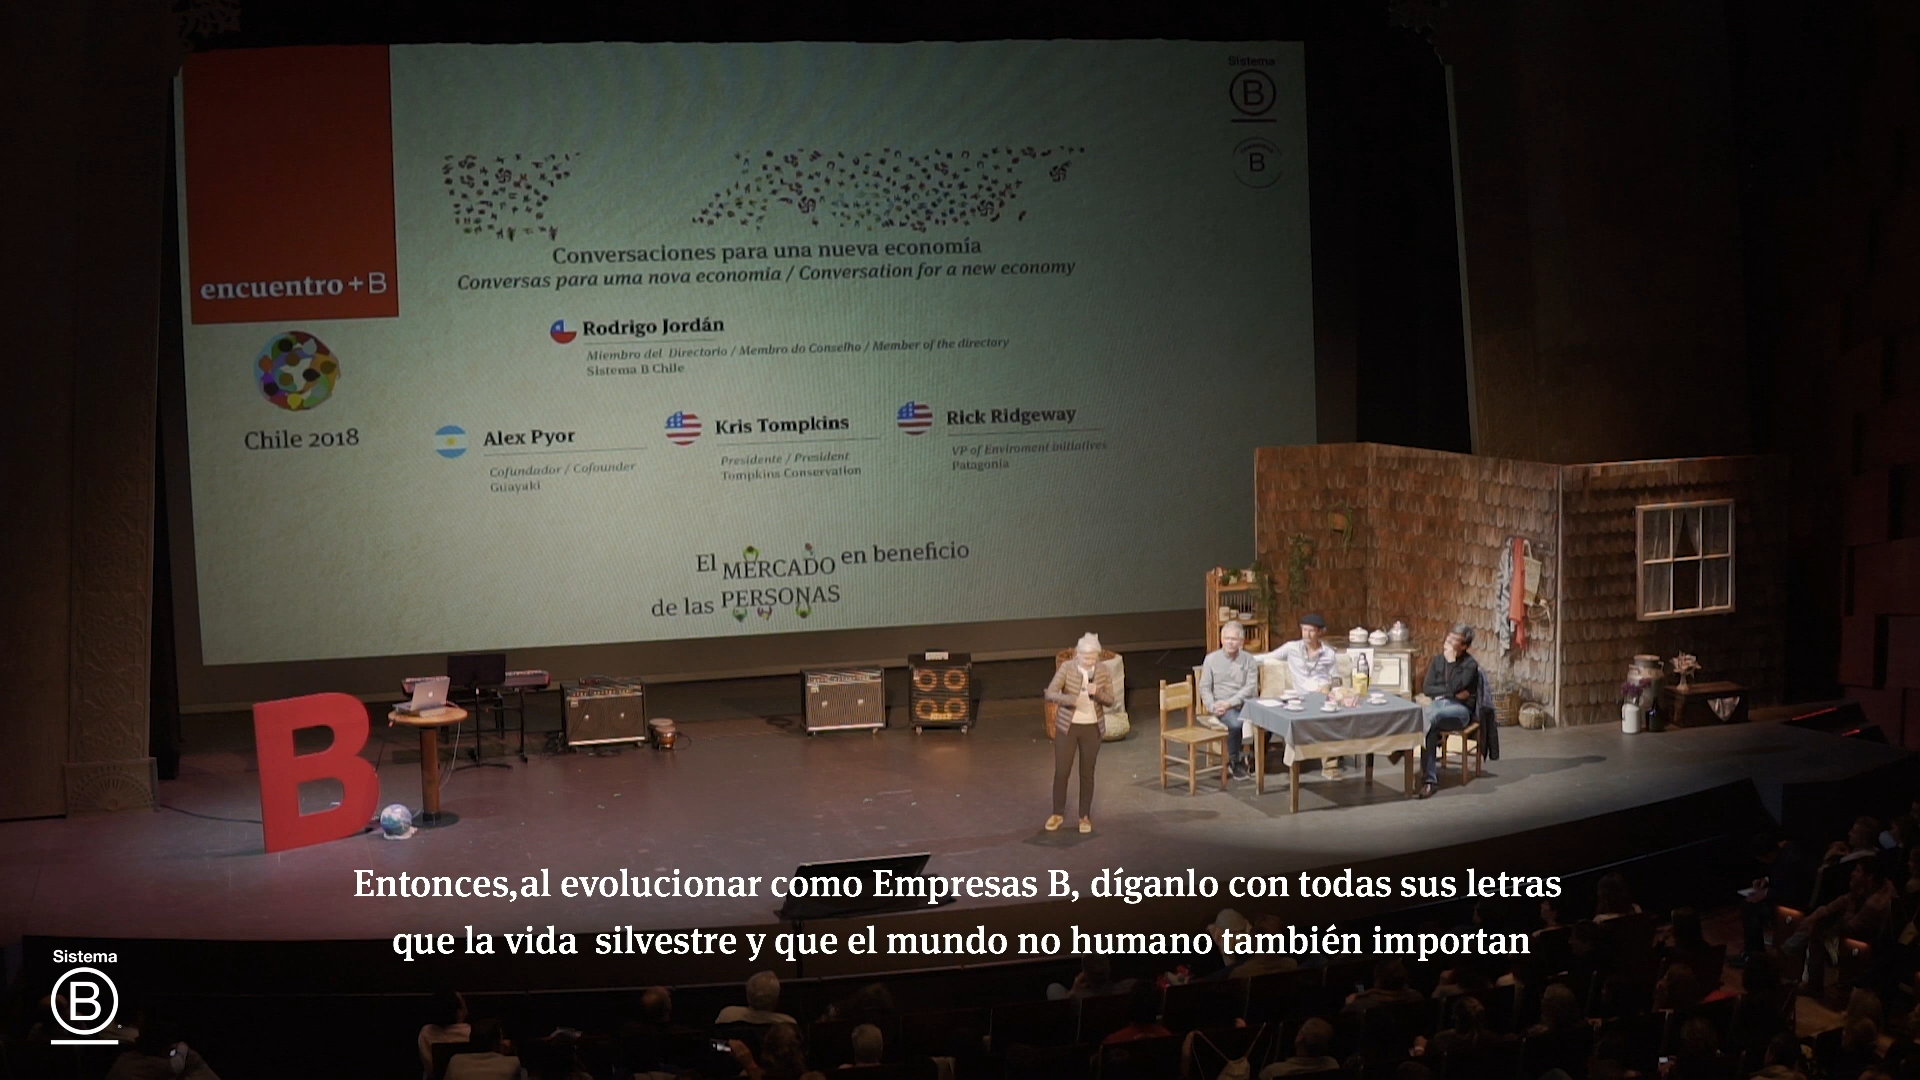 Sistema
B
B
encuentro+B
Chile 2018
Conversaciones para una nueva economía
Conversas para uma nova economia / Conversation for a new economy
Rodrigo Jordán
Miembro del Directorio / Membro do Conselho / Member of the directory
Sistema B Chile
Alex Pyor
Cofundador / Cofounder
Guayaki
Kris Tompkins
Presidente / President
Tompkins Conservation
Rick Ridgeway
VP of Enviroment initiatives
Patagonia
El MERCADO en beneficio
de las PERSONAS
B
Entonces,al evolucionar como Empresas B, díganlo con todas sus letras
que la vida  silvestre y que el mundo no humano también importan
Sistema
B